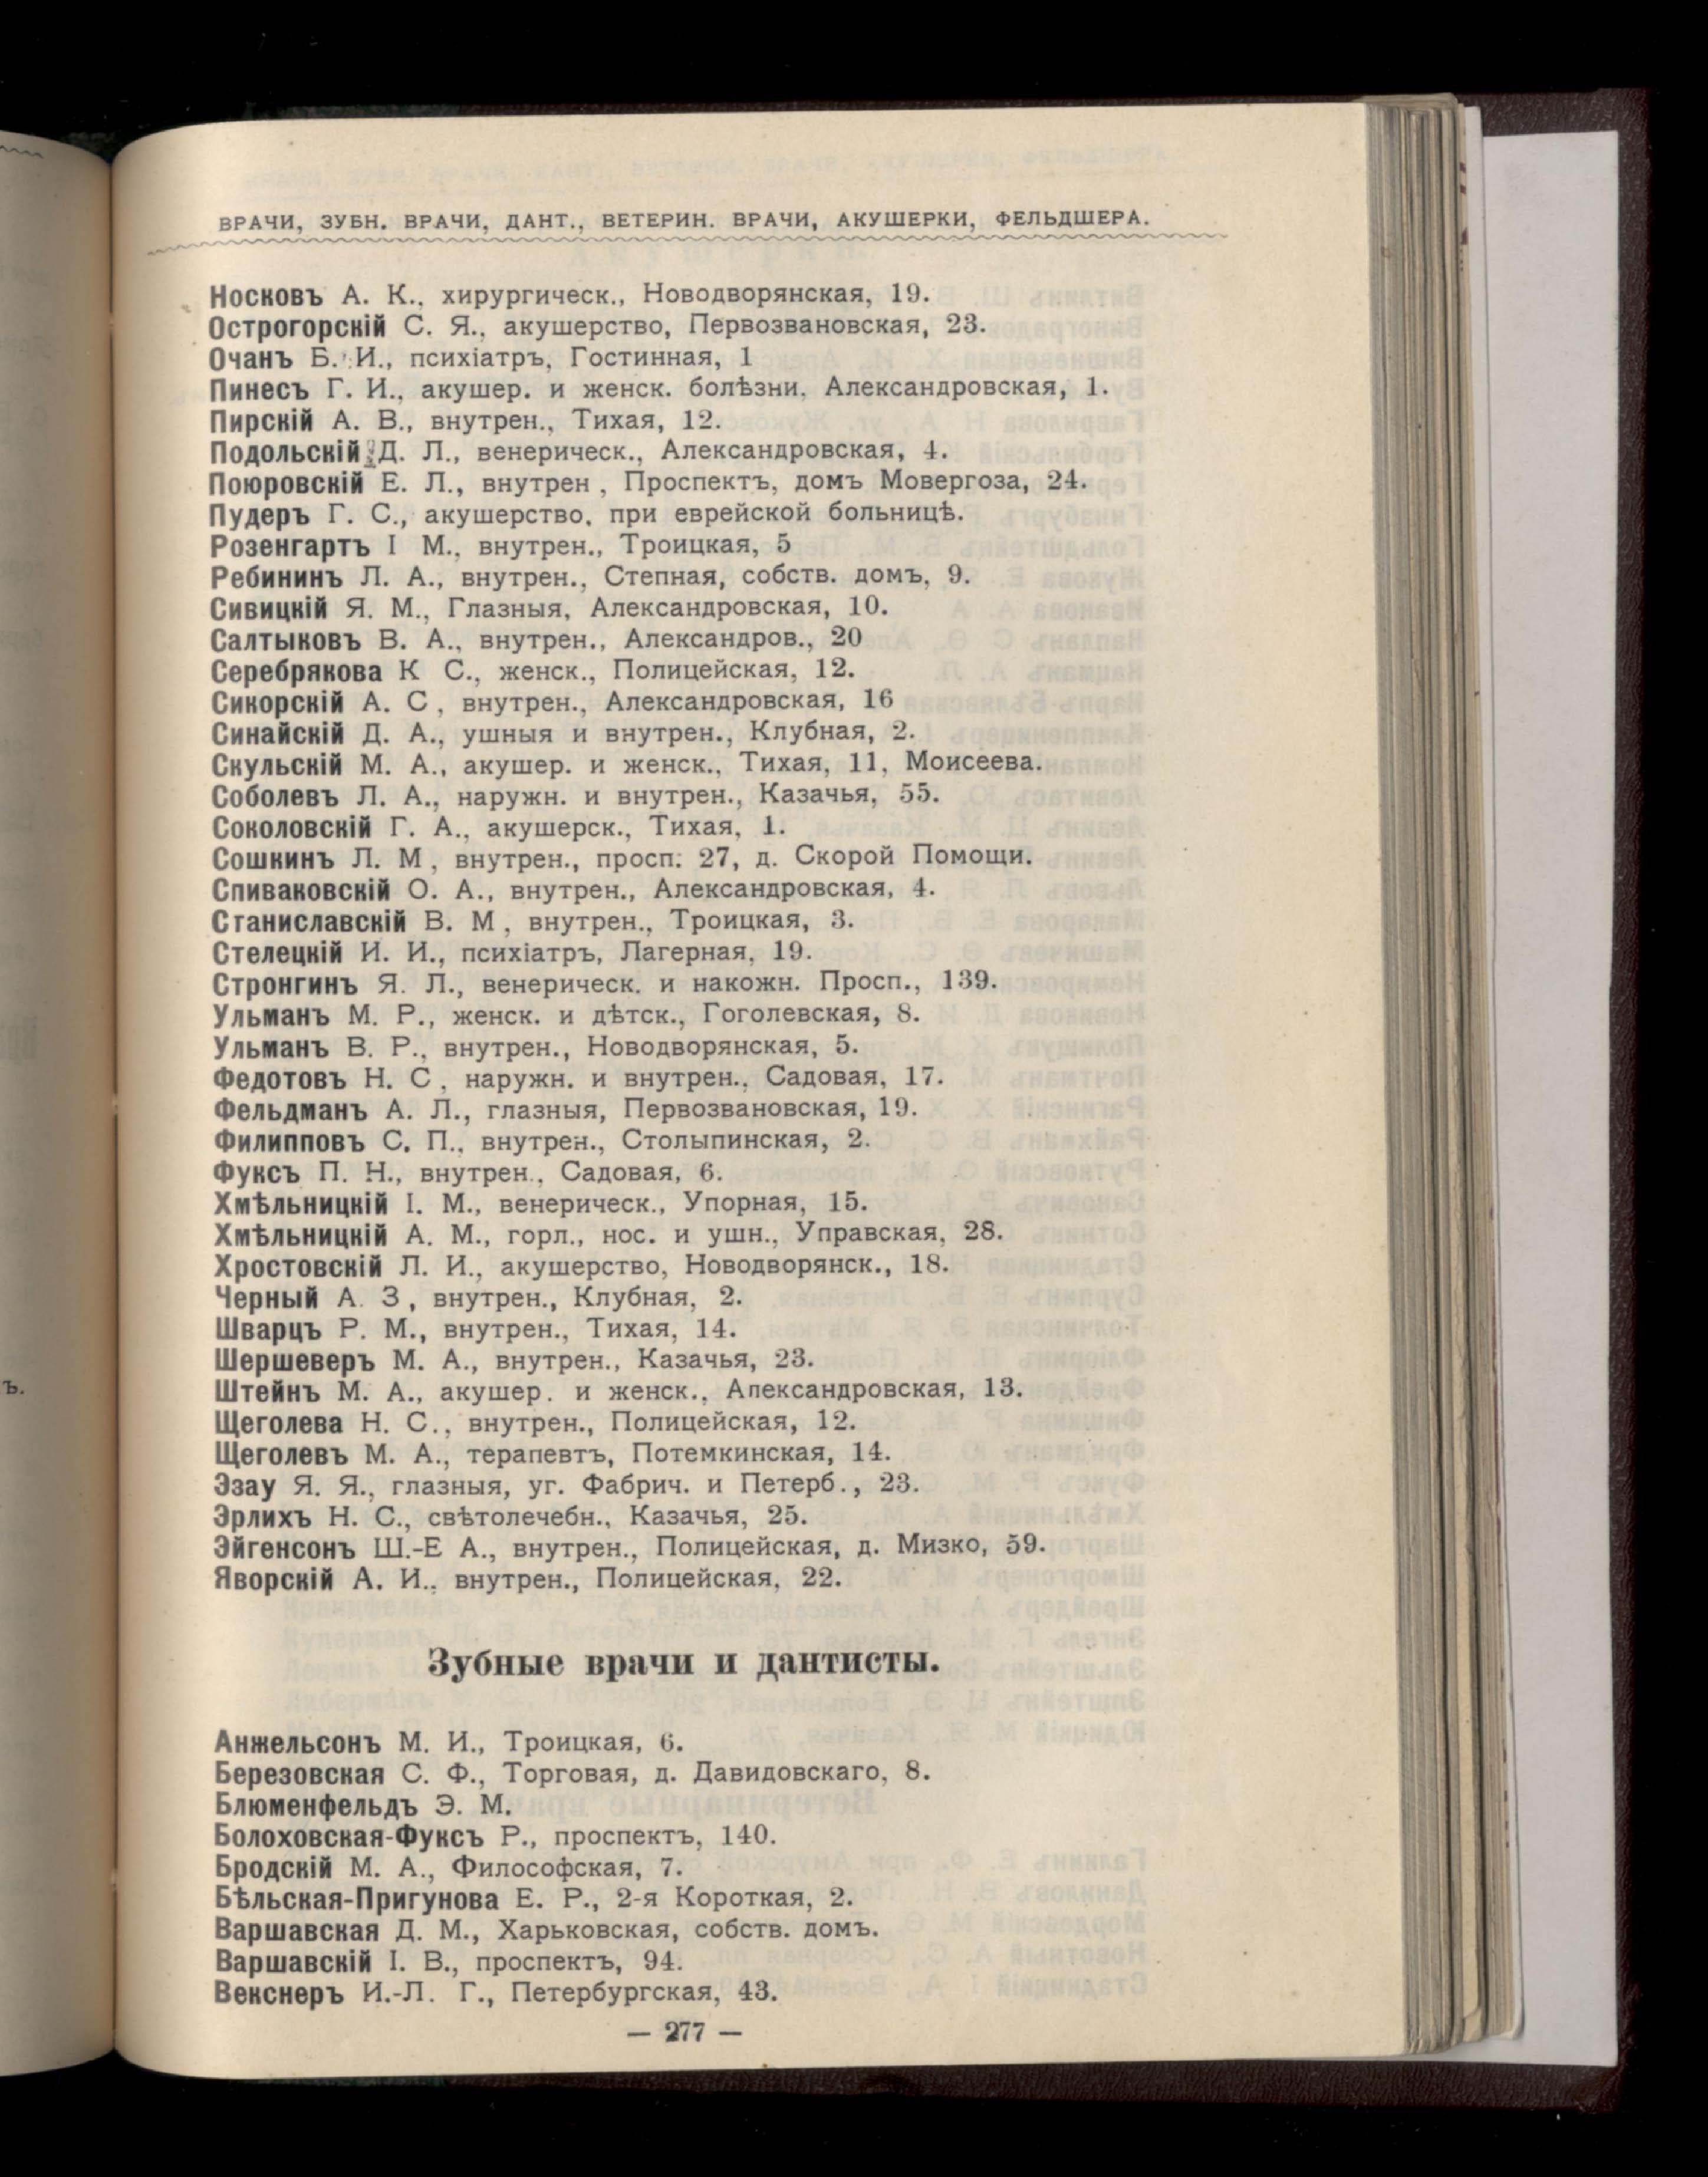 ВРАЧИ, ЗУБН. ВРАЧИ, ДАНТ., ВЕТЕРИН. ВРАЧИ, АКУШЕРКИ, ФЕЛЬДШЕРА.
Носковъ А. К., хирургическ., Новодворянская, 19.
Острогорскій С. Я., акушерство, Первозвановская, 23.
Очанъ Б. И., психіатръ, Гостинная, 1
Пинесъ Г. И., акушер. и женск. болѣзни. Александровская, 1.
Пирскій А. В., внутрен., Тихая, 12.
Подольскій Д. Л., венерическ., Александровская, 4.
Поюровскій Е. Л., внутрен , Проспектъ, домъ Мовергоза, 24.
Пудеръ Г. С., акушерство, при еврейской больницѣ.
Розенгартъ І М., внутрен., Троицкая, 5
Ребининъ Л. А., внутрен., Степная, собств. домъ, 9.
Сивицкій Я. М., Глазныя, Александровская, 10.
Салтыковъ В. А., внутрен., Александров., 20
Серебрякова К С., женск., Полицейская, 12.
Сикорскій А. С , внутрен., Александровская, 16
Синайскій Д. А., ушныя и внутрен., Клубная, 2.
Скульскій М. А., акушер. и женск., Тихая, 11, Моисеева.
Соболевъ Л. А., наружн. и внутрен., Казачья, 55.
Соколовскій Г. А., акушерск., Тихая, 1.
Сошкинъ Л. М , внутрен., просп. 27, д. Скорой Помощи.
Спиваковскій О. А., внутрен., Александровская, 4.
Станиславскій В. М , внутрен., Троицкая, 3.
Стелецкій И. И., психіатръ, Лагерная, 19.
Стронгинъ Я. Л., венерическ. и накожн. Просп., 139.
Ульманъ М. Р., женск. и дѣтск., Гоголевская, 8.
Ульманъ В. Р., внутрен., Новодворянская, 5.
Федотовъ Н. С , наружн. и внутрен., Садовая, 17.
Фельдманъ А. Л., глазныя, Первозвановская, 19.
Филипповъ С. П., внутрен., Столыпинская, 2.
Фуксъ П. Н., внутрен., Садовая, 6.
Хмѣльницкій І. М., венерическ., Упорная, 15.
Хмѣльницкій А. М., горл., нос. и ушн., Управская, 28.
Хростовскій Л. И., акушерство, Новодворянск., 18.
Черный А. З , внутрен., Клубная, 2.
Шварцъ Р. М., внутрен., Тихая, 14.
Шершеверъ М. А., внутрен., Казачья, 23.
Штейнъ М. А., акушер. и женск., Александровская, 13.
Щеголева Н. С., внутрен., Полицейская, 12.
Щеголевъ М. А., терапевтъ, Потемкинская, 14.
Эзау Я. Я., глазныя, уг. Фабрич. и Петерб., 23.
Эрлихъ Н. С., свѣтолечебн., Казачья, 25.
Эйгенсонъ Ш.-Е А., внутрен., Полицейская, д. Мизко, 59.
Яворскій А. И., внутрен., Полицейская, 22.
Зубные врачи и дантисты.
Анжельсонъ М. И., Троицкая, 6.
Березовская С. Ф., Торговая, д. Давидовскаго, 8.
Блюменфельдъ Э. М.
Болоховская-Фуксъ Р., проспектъ, 140.
Бродскій М. А., Философская, 7.
Бѣльская-Пригунова Е. Р., 2-я Короткая, 2.
Варшавская Д. М., Харьковская, собств. домъ.
Варшавскій І. В., проспектъ, 94.
Векснеръ И.-Л. Г., Петербургская, 43.
— 277 —